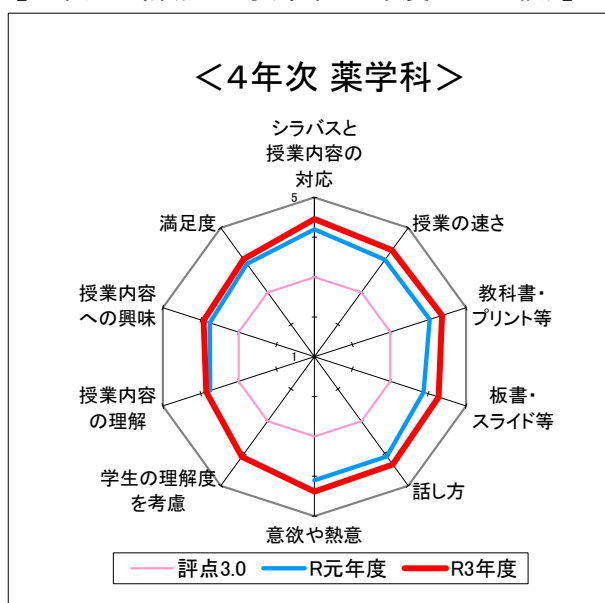 <4年次 薬学科>
シラバスと
授業内容の
対応
5
満足度
授業の速さ
授業内容
への興味
教科書・
プリント等
1
授業内容
の理解
板書・
スライド等
学生の理解度
を考慮
話し方
意欲や熱意
評点3.0
R元年度
R3年度